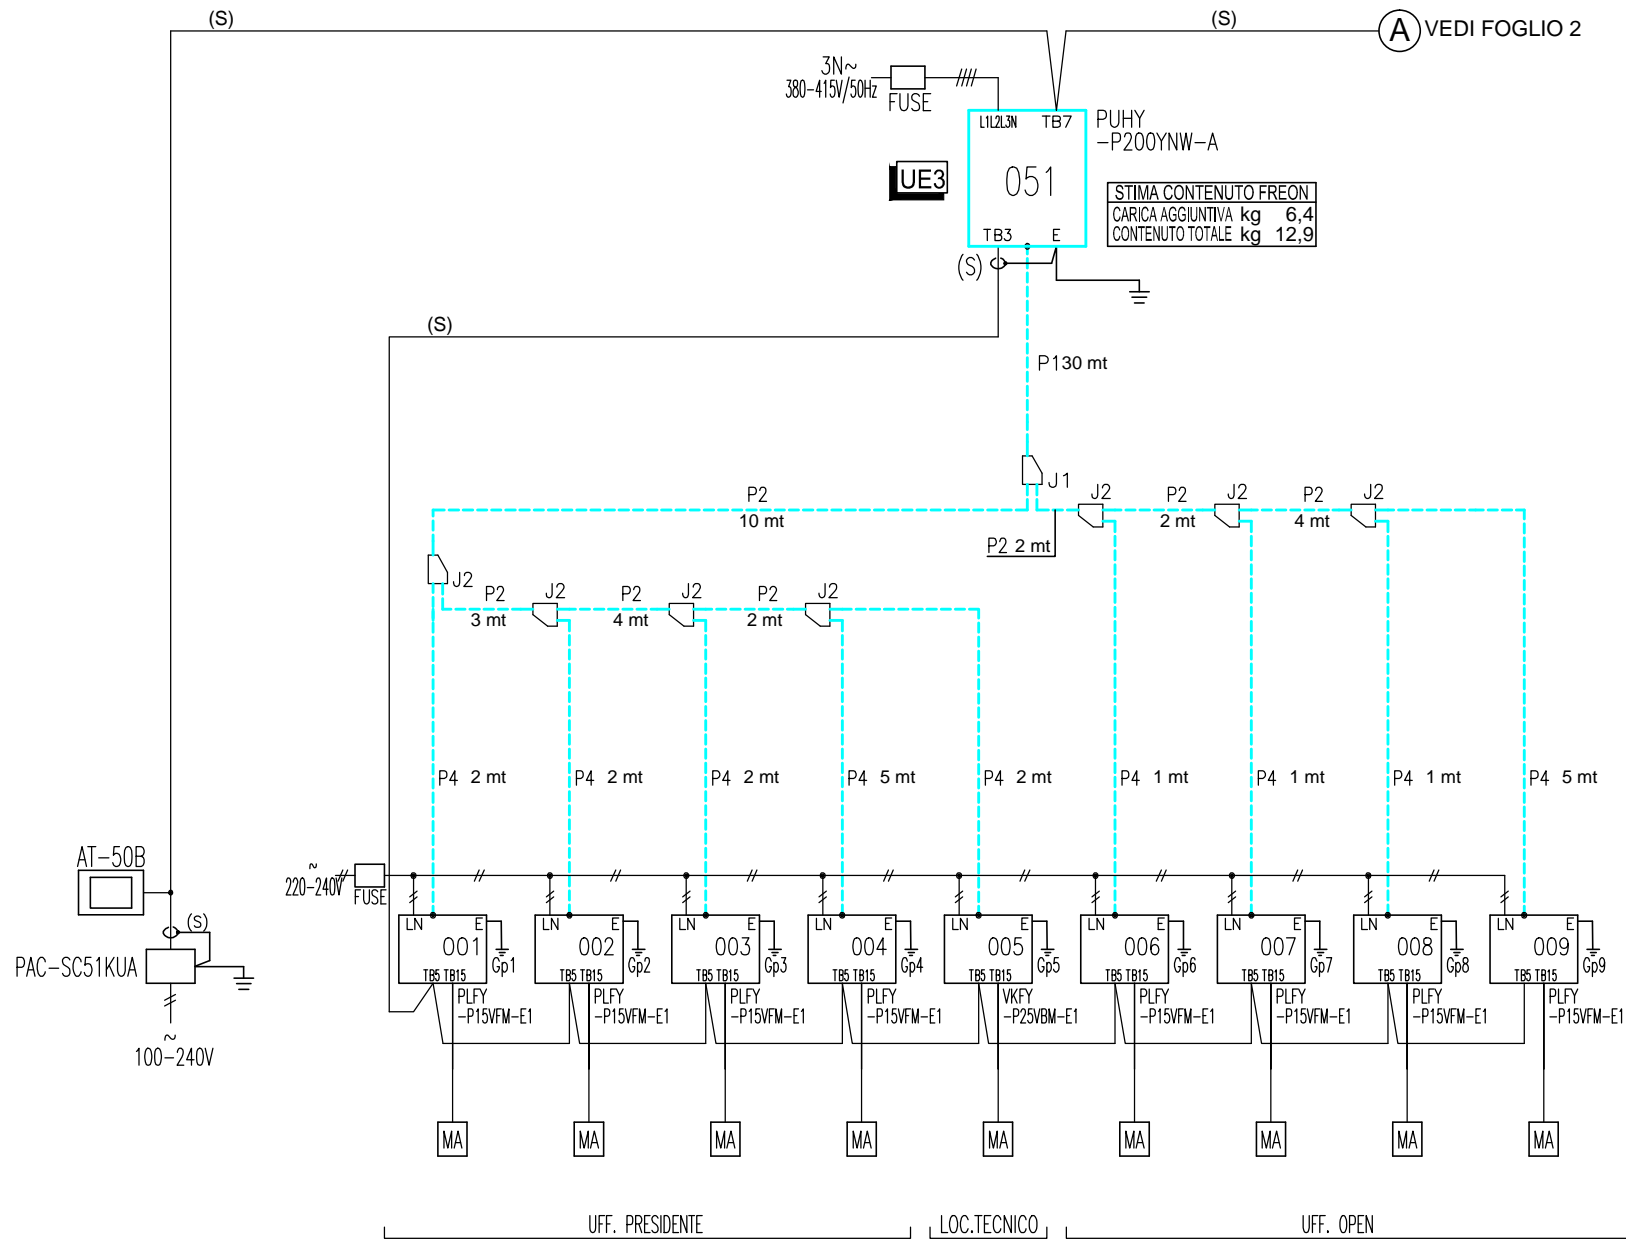 (S)
(S)
A VEDI FOGLIO 2
3N~
380-415V/50Hz
FUSE
L1L2L3N TB7
PUHY
-P200YNW-A
UE3
051
STIMA CONTENUTO FREON
CARICA AGGIUNTIVA kg 6,4
CONTENUTO TOTALE kg 12,9
TB3 E
(S)
(S)
P130 mt
J1
P2
10 mt
J2
P2
2 mt
J2
P2
4 mt
J2
P2 2 mt
J2
P2
3 mt
J2
P2
4 mt
J2
P2
2 mt
J2
P4 2 mt
P4 2 mt
P4 2 mt
P4 5 mt
P4 2 mt
P4 1 mt
P4 1 mt
P4 1 mt
P4 5 mt
AT-50B
~
220-240V
FUSE
(S)
PAC-SC51KUA
~
100-240V
LN E
001
TB5 TB15
Gp1
PLFY
-P15VFM-E1
LN E
002
TB5 TB15
Gp2
PLFY
-P15VFM-E1
LN E
003
TB5 TB15
Gp3
PLFY
-P15VFM-E1
LN E
004
TB5 TB15
Gp4
PLFY
-P15VFM-E1
LN E
005
TB5 TB15
Gp5
VKFY
-P25VBM-E1
LN E
006
TB5 TB15
Gp6
PLFY
-P15VFM-E1
LN E
007
TB5 TB15
Gp7
PLFY
-P15VFM-E1
LN E
008
TB5 TB15
Gp8
PLFY
-P15VFM-E1
LN E
009
TB5 TB15
Gp9
PLFY
-P15VFM-E1
MA MA MA MA MA MA MA MA MA
UFF. PRESIDENTE LOC.TECNICO UFF. OPEN